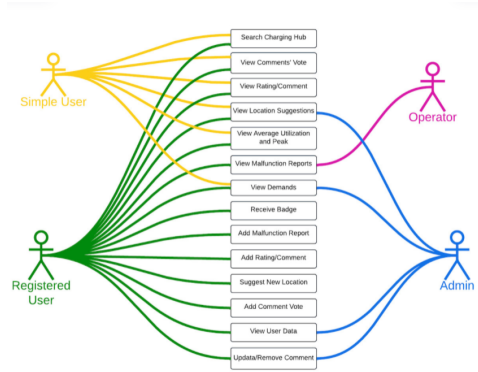 Search Charging Hub
View Comments' Vote
View Rating/Comment
Simple User
View Location Suggestions
Operator
View Average Utilization
and Peak
View Malfunction Reports
View Demands
Receive Badge
Add Malfunction Report
Add Rating/Comment
Registered
User
Suggest New Location
Admin
Add Comment Vote
View User Data
Updata/Remove Comment